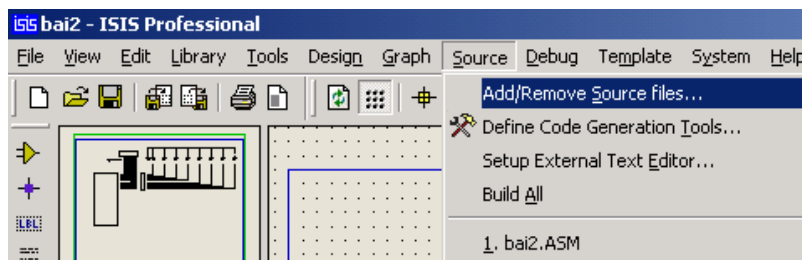 isis bai2 - ISIS Professional
File View Edit Library Tools Design Graph Source Debug Template System Help
Add/Remove Source files...
Define Code Generation Tools...
Setup External Text Editor...
Build All
LBL
1. bai2.ASM